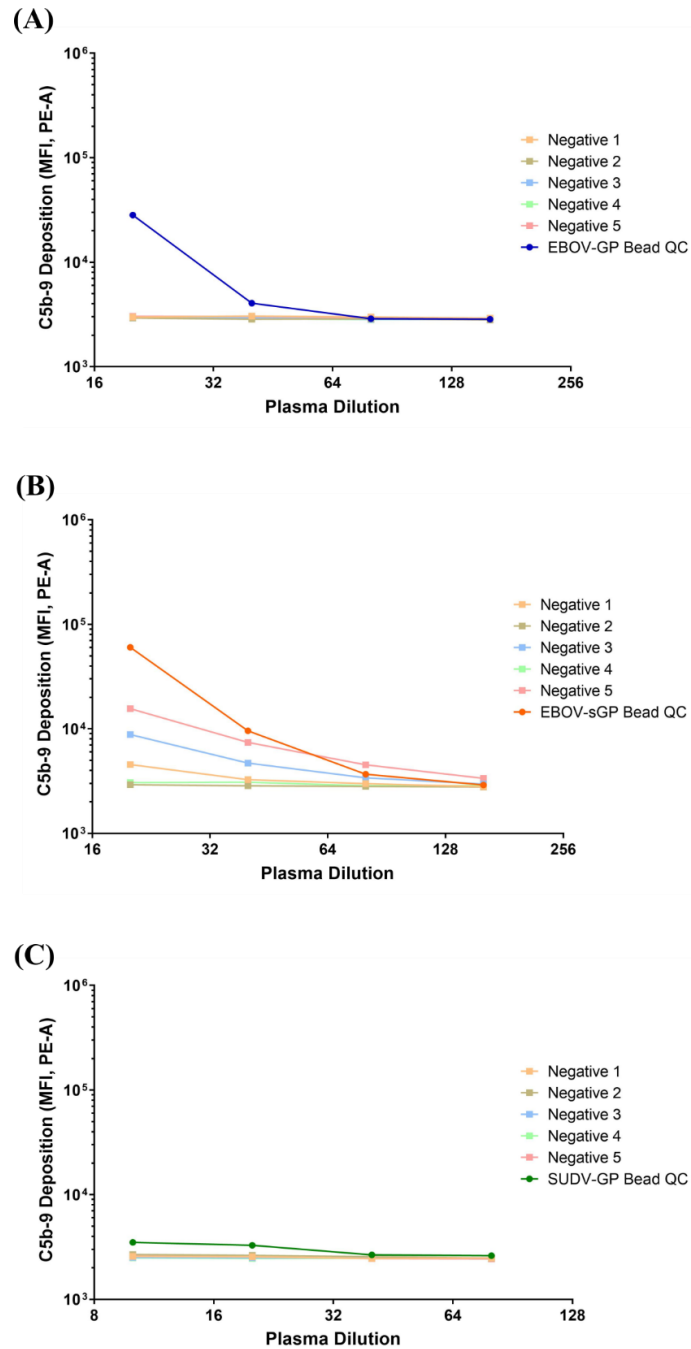 (A)
C5b-9 Deposition (MFI, PE-A)
10⁶
10⁵
10⁴
10³
16 32 64 128 256
Plasma Dilution
Negative 1
Negative 2
Negative 3
Negative 4
Negative 5
EBOV-GP Bead QC
(B)
C5b-9 Deposition (MFI, PE-A)
10⁶
10⁵
10⁴
10³
16 32 64 128 256
Plasma Dilution
Negative 1
Negative 2
Negative 3
Negative 4
Negative 5
EBOV-sGP Bead QC
(C)
C5b-9 Deposition (MFI, PE-A)
10⁶
10⁵
10⁴
10³
8 16 32 64 128
Plasma Dilution
Negative 1
Negative 2
Negative 3
Negative 4
Negative 5
SUDV-GP Bead QC